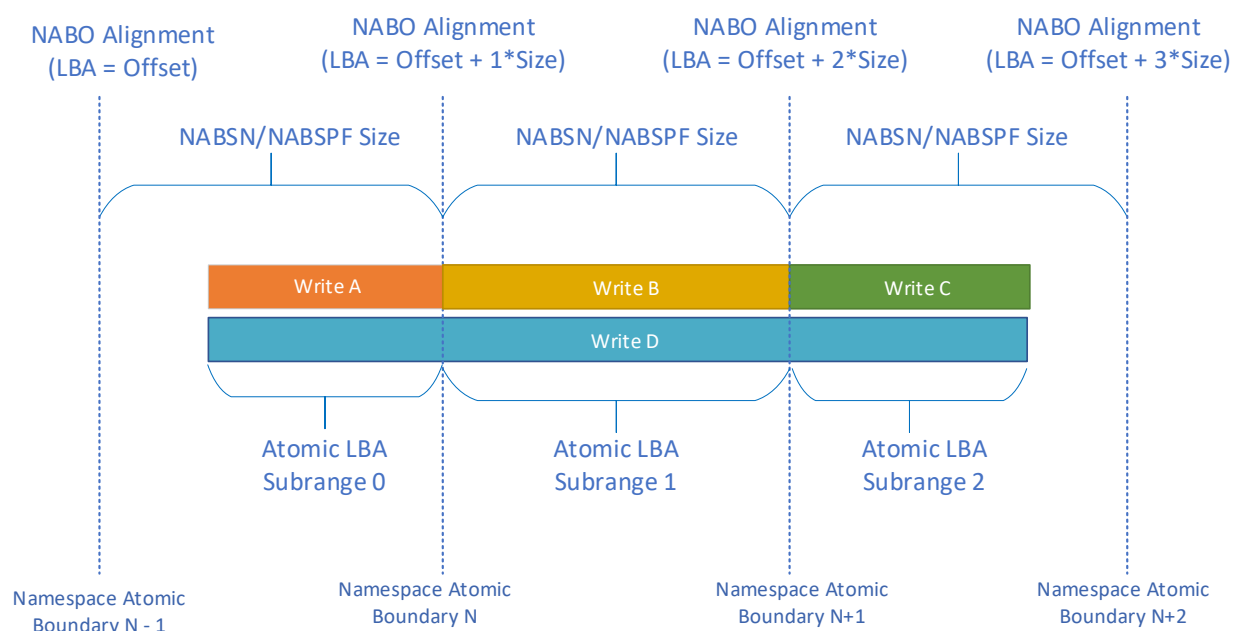 NABO Alignment
(LBA = Offset)
NABO Alignment
(LBA = Offset + 1*Size)
NABO Alignment
(LBA = Offset + 2*Size)
NABO Alignment
(LBA = Offset + 3*Size)
NABSN/NABSPF Size
NABSN/NABSPF Size
NABSN/NABSPF Size
Write A
Write B
Write C
Write D
Atomic LBA
Subrange 0
Atomic LBA
Subrange 1
Atomic LBA
Subrange 2
Namespace Atomic
Boundary N - 1
Namespace Atomic
Boundary N
Namespace Atomic
Boundary N+1
Namespace Atomic
Boundary N+2